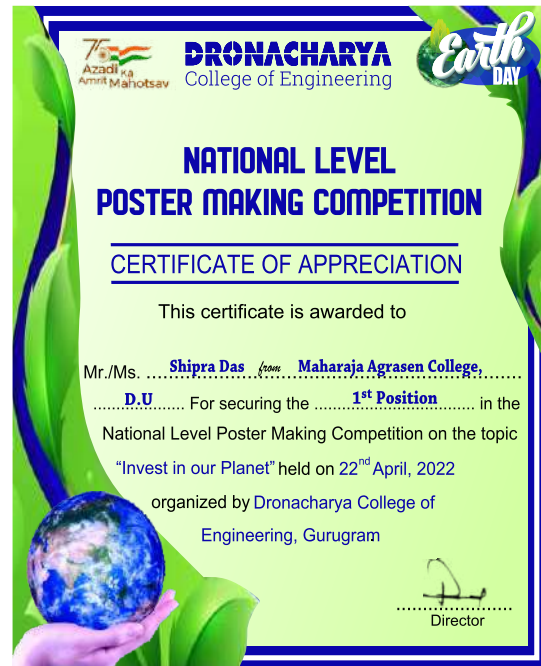 75
Azadi Ka
Amrit Mahotsav
DRONACHARYA
College of Engineering
Earth
DAY
NATIONAL LEVEL
POSTER MAKING COMPETITION
CERTIFICATE OF APPRECIATION
This certificate is awarded to
Mr./Ms. Shipra Das from Maharaja Agrasen College,
D.U For securing the 1st Position in the
National Level Poster Making Competition on the topic
“Invest in our Planet” held on 22nd April, 2022
organized by Dronacharya College of
Engineering, Gurugram
Director